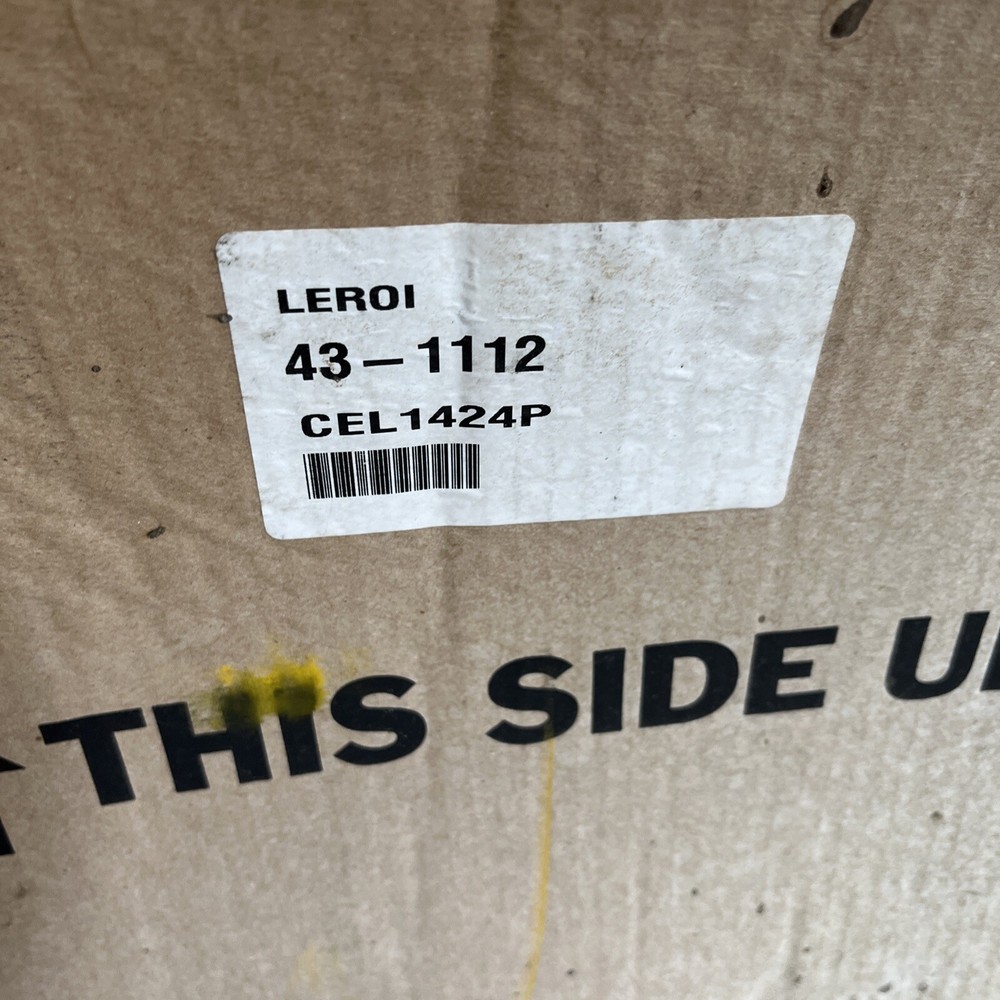 LEROI
43-1112
CEL1424P
THIS SIDE U